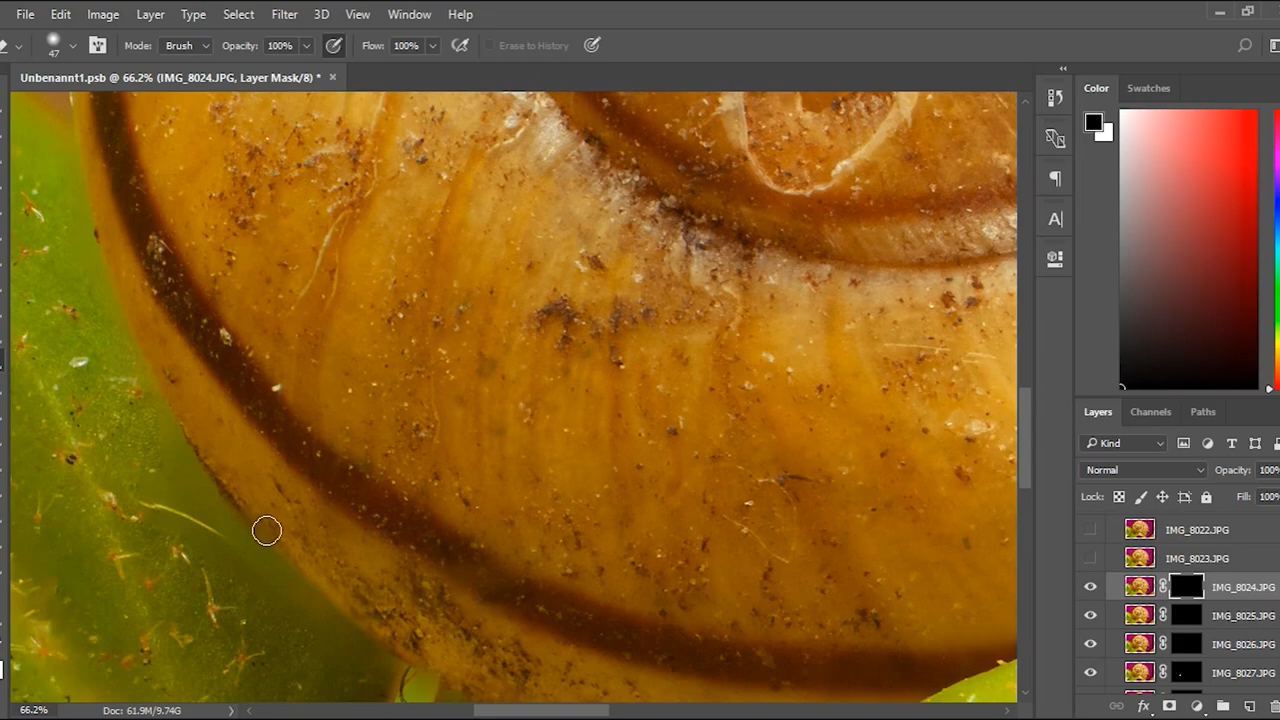 File Edit Image Layer Type Select Filter 3D View Window Help
47 Mode: Brush Opacity: 100% Flow: 100% Erase to History
Unbenannt1.psb @ 66.2% (IMG_8024.JPG, Layer Mask/8) * ×
Color Swatches
A|
Layers Channels Paths
Kind T
Normal Opacity: 100%
Lock: Fill: 100%
IMG_8022.JPG
IMG_8023.JPG
IMG_8024.JPG
IMG_8025.JPG
IMG_8026.JPG
IMG_8027.JPG
fx
66.2% Doc: 61.9M/9.74G